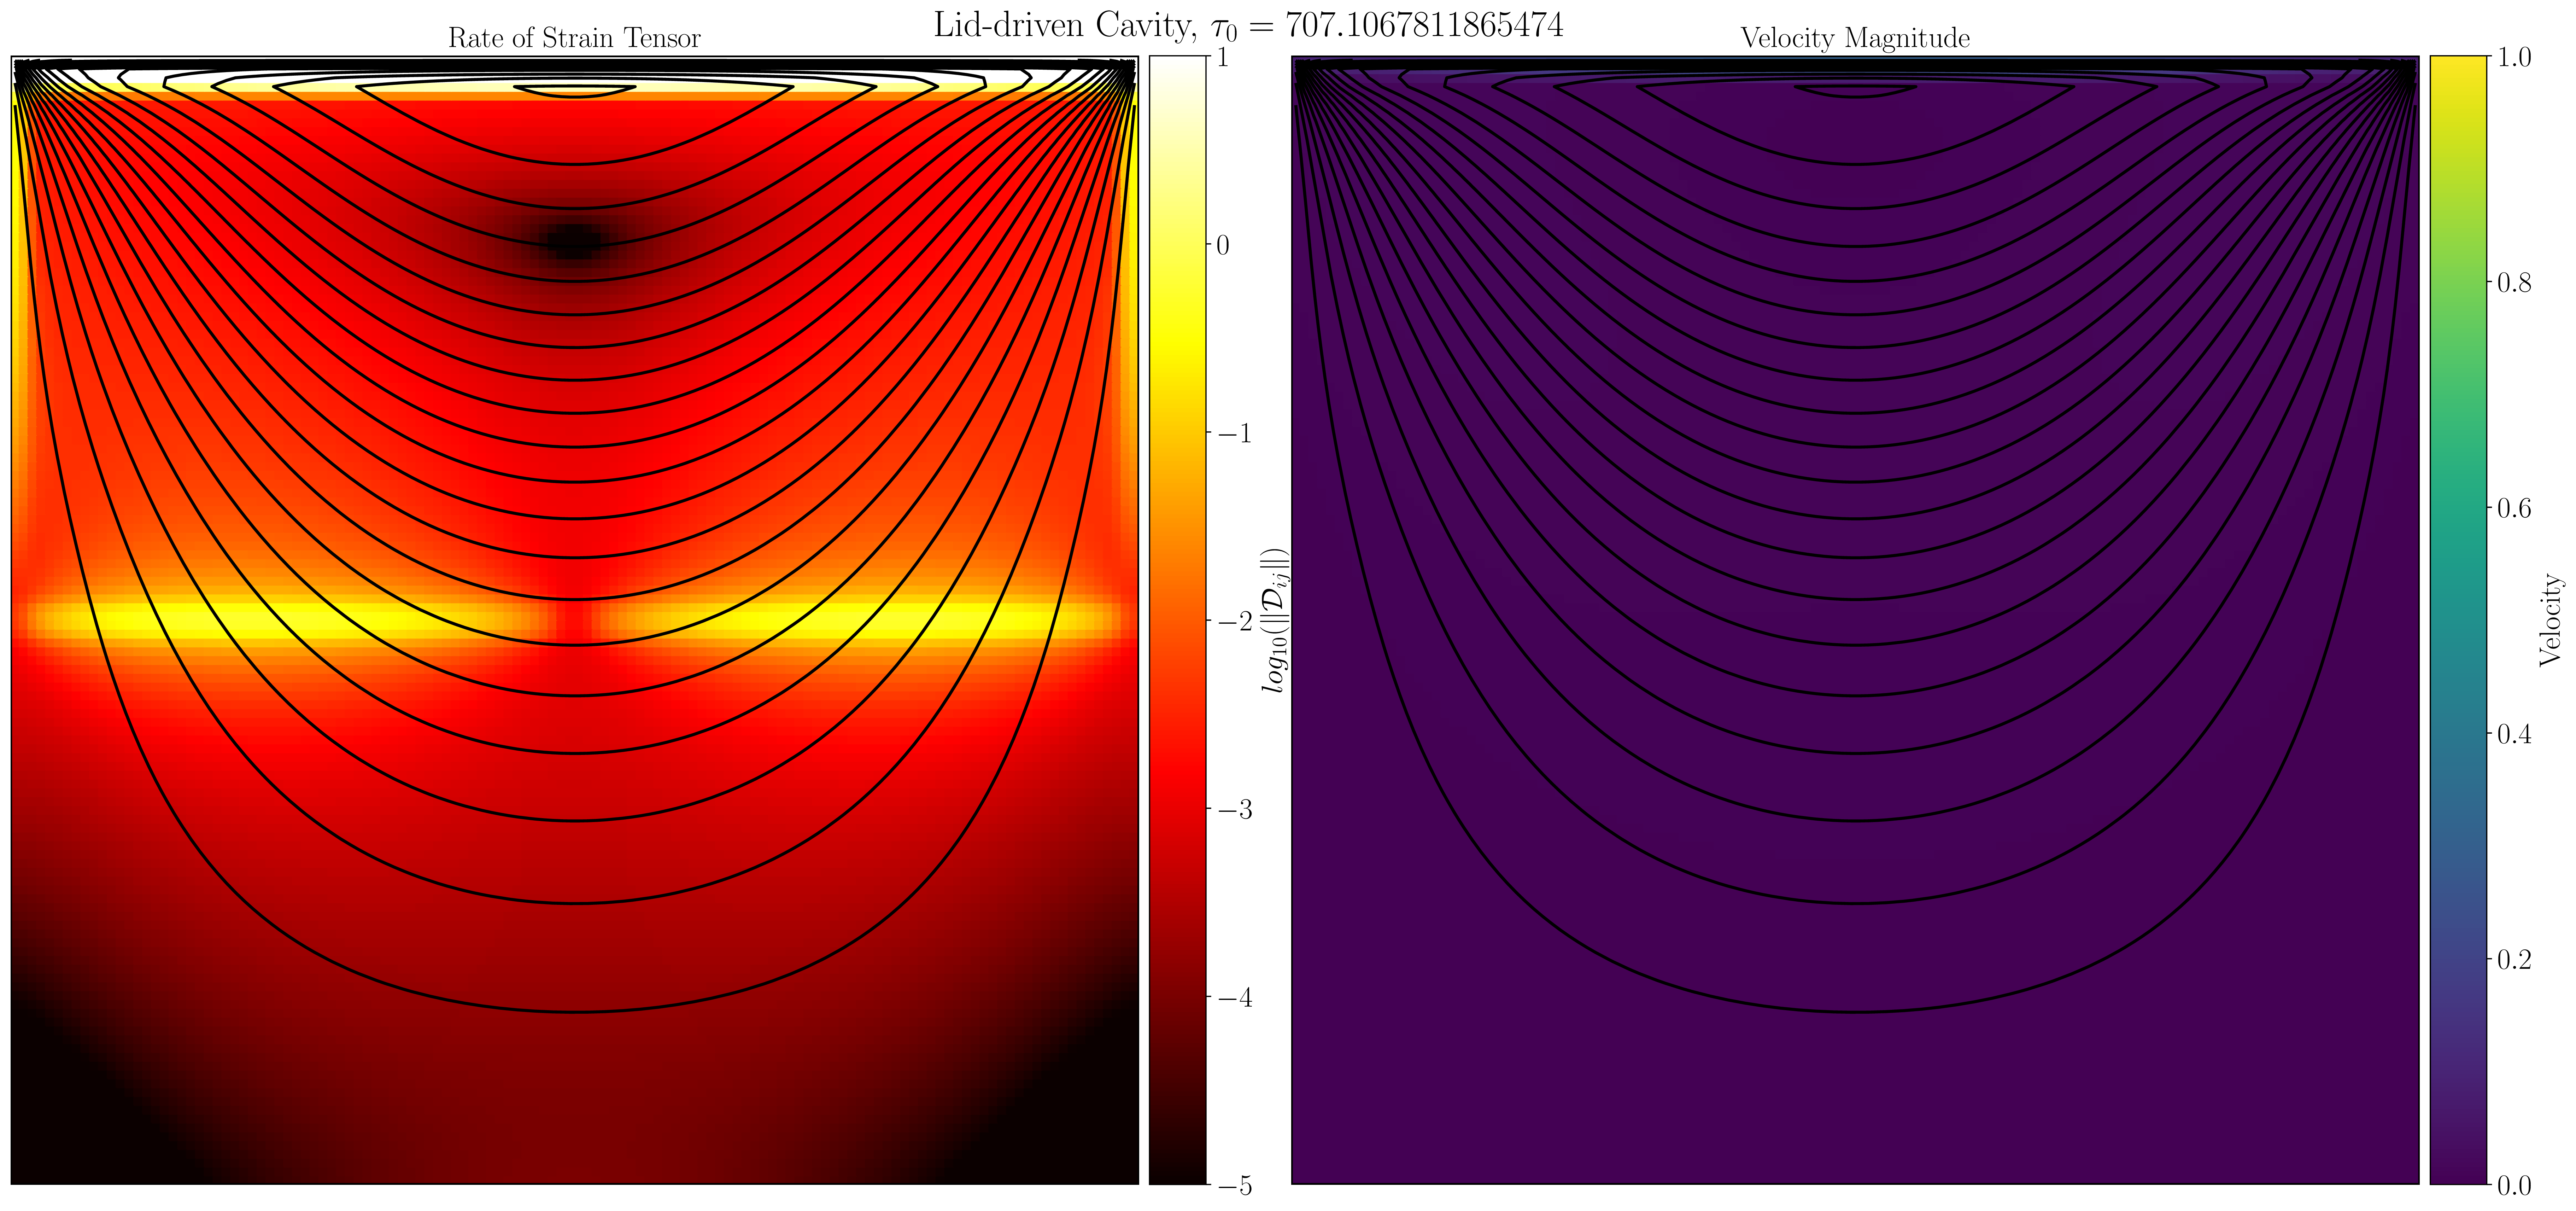 Lid-driven Cavity, τ₀ = 707.1067811865474
Rate of Strain Tensor
1
0
−1
−2
−3
−4
−5
log₁₀(||𝒟ᵢⱼ||)
Velocity Magnitude
1.0
0.8
0.6
0.4
0.2
0.0
Velocity